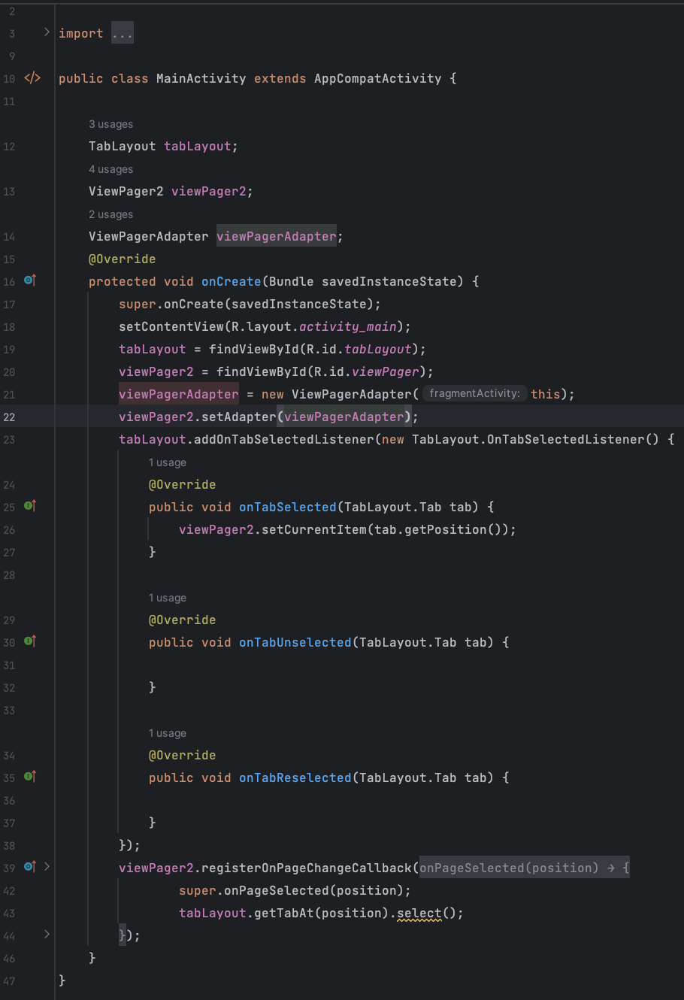 2
3 import ...
9
10 public class MainActivity extends AppCompatActivity {
11
3 usages
12 TabLayout tabLayout;
4 usages
13 ViewPager2 viewPager2;
2 usages
14 ViewPagerAdapter viewPagerAdapter;
15 @Override
16 protected void onCreate(Bundle savedInstanceState) {
17 super.onCreate(savedInstanceState);
18 setContentView(R.layout.activity_main);
19 tabLayout = findViewById(R.id.tabLayout);
20 viewPager2 = findViewById(R.id.viewPager);
21 viewPagerAdapter = new ViewPagerAdapter( fragmentActivity: this);
22 viewPager2.setAdapter(viewPagerAdapter);
23 tabLayout.addOnTabSelectedListener(new TabLayout.OnTabSelectedListener() {
1 usage
24 @Override
25 public void onTabSelected(TabLayout.Tab tab) {
26 viewPager2.setCurrentItem(tab.getPosition());
27 }
28
1 usage
29 @Override
30 public void onTabUnselected(TabLayout.Tab tab) {
31
32 }
33
1 usage
34 @Override
35 public void onTabReselected(TabLayout.Tab tab) {
36
37 }
38 });
39 viewPager2.registerOnPageChangeCallback(onPageSelected(position) → {
42 super.onPageSelected(position);
43 tabLayout.getTabAt(position).select();
44 });
46 }
47 }